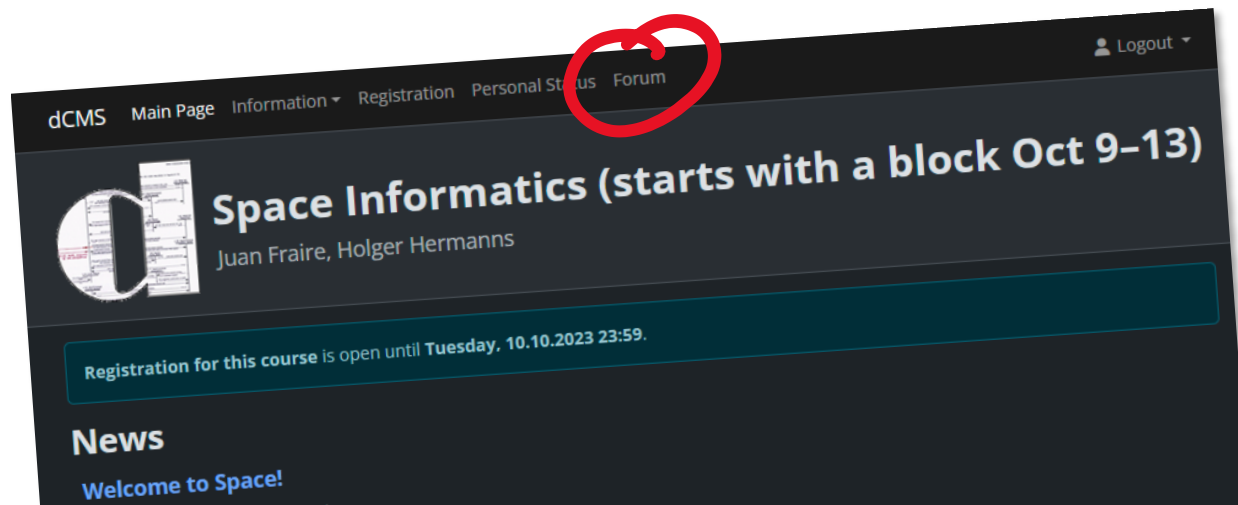 dCMS Main Page Information Registration Personal Status Forum Logout
Space Informatics (starts with a block Oct 9–13)
Juan Fraire, Holger Hermanns
Registration for this course is open until Tuesday, 10.10.2023 23:59.
News
Welcome to Space!